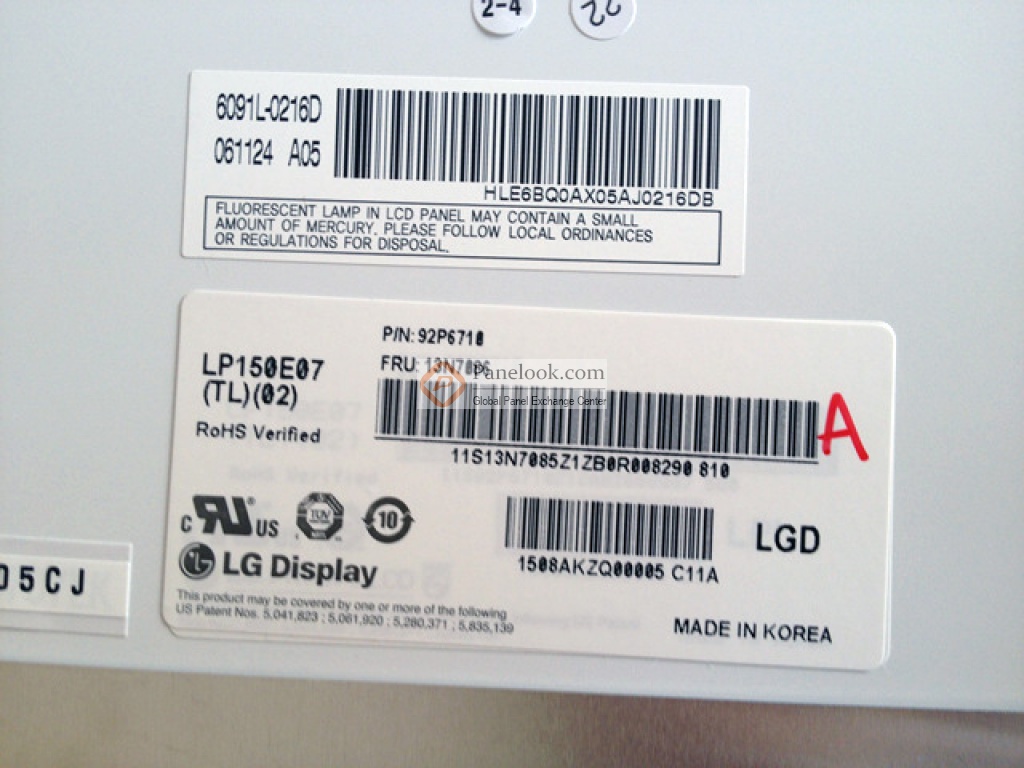 2-4
22
6091L-0216D
061124 A05
HLE6BQ0AX05AJ0216DB
FLUORESCENT LAMP IN LCD PANEL MAY CONTAIN A SMALL
AMOUNT OF MERCURY. PLEASE FOLLOW LOCAL ORDINANCES
OR REGULATIONS FOR DISPOSAL.
P/N: 92P6710
FRU: 13N7086
LP150E07
(TL)(02)
RoHS Verified
Panelook.com
Global Panel Exchange Center
A
11S13N7085Z1ZB0R008290 810
c RU US
TUV
10
LGD
1508AKZQ00005 C11A
LG Display
This product may be covered by one or more of the following
US Patent Nos. 5,041,823 ; 5,061,920 ; 5,280,371 ; 5,835,139
MADE IN KOREA
D5CJ